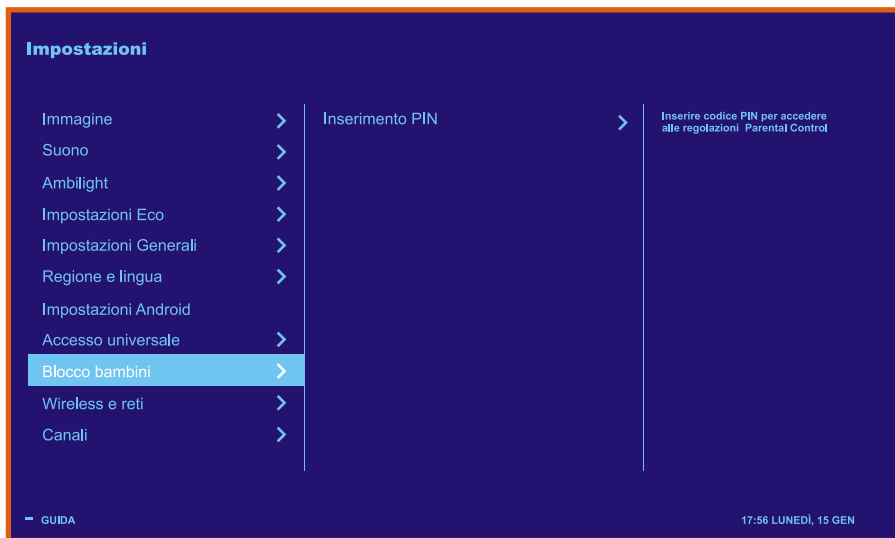 Impostazioni
Immagine
Suono
Ambilight
Impostazioni Eco
Impostazioni Generali
Regione e lingua
Impostazioni Android
Accesso universale
Blocco bambini
Wireless e reti
Canali
Inserimento PIN
Inserire codice PIN per accedere
alle regolazioni Parental Control
GUIDA
17:56 LUNEDÌ, 15 GEN